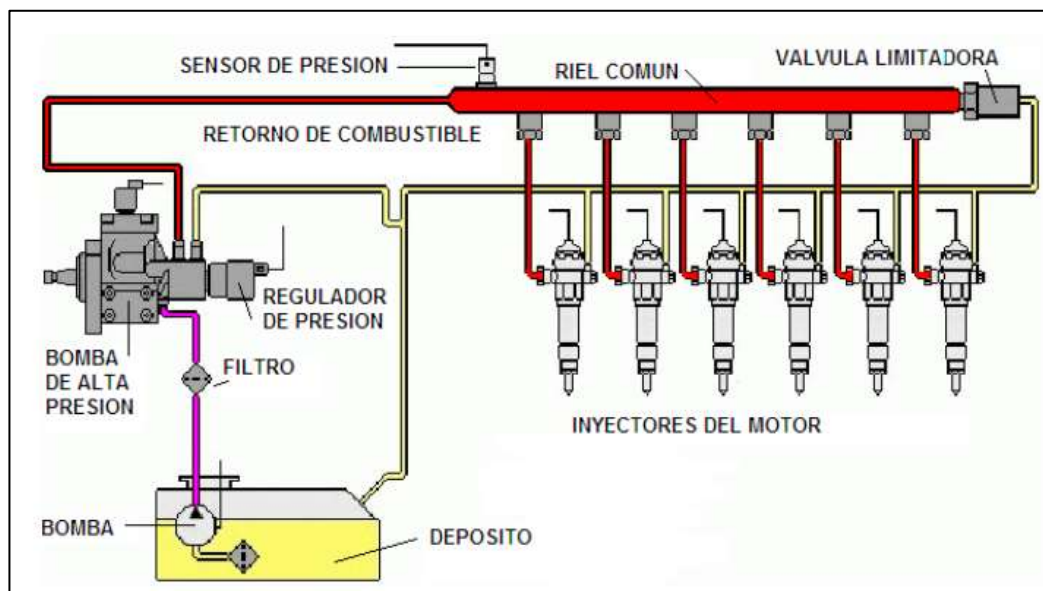 SENSOR DE PRESION
RIEL COMUN
VALVULA LIMITADORA
RETORNO DE COMBUSTIBLE
REGULADOR
DE PRESION
BOMBA
DE ALTA
PRESION
FILTRO
INYECTORES DEL MOTOR
BOMBA
DEPOSITO